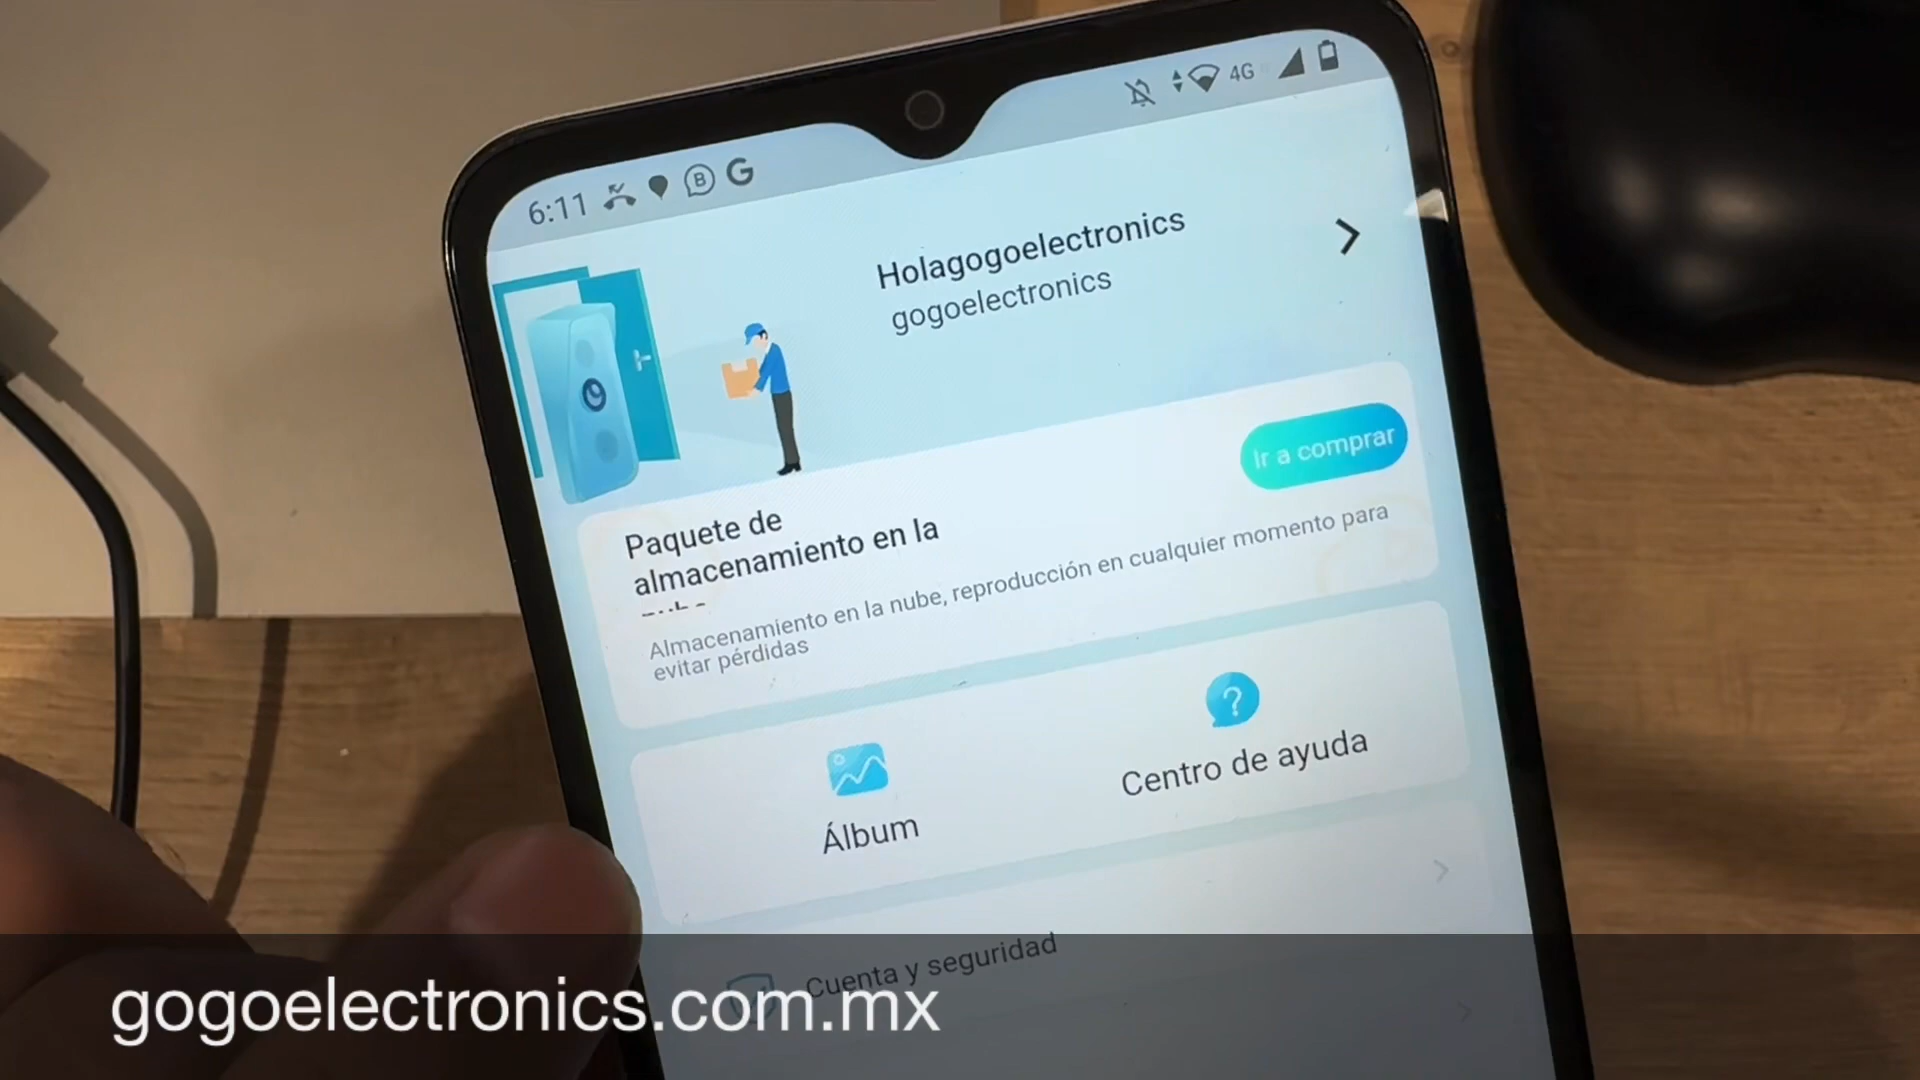 6:11
4G
Holagogoelectronics
gogoelectronics
Ir a comprar
Paquete de
almacenamiento en la
Almacenamiento en la nube, reproducción en cualquier momento para
evitar pérdidas
Álbum
Centro de ayuda
Cuenta y seguridad
gogoelectronics.com.mx